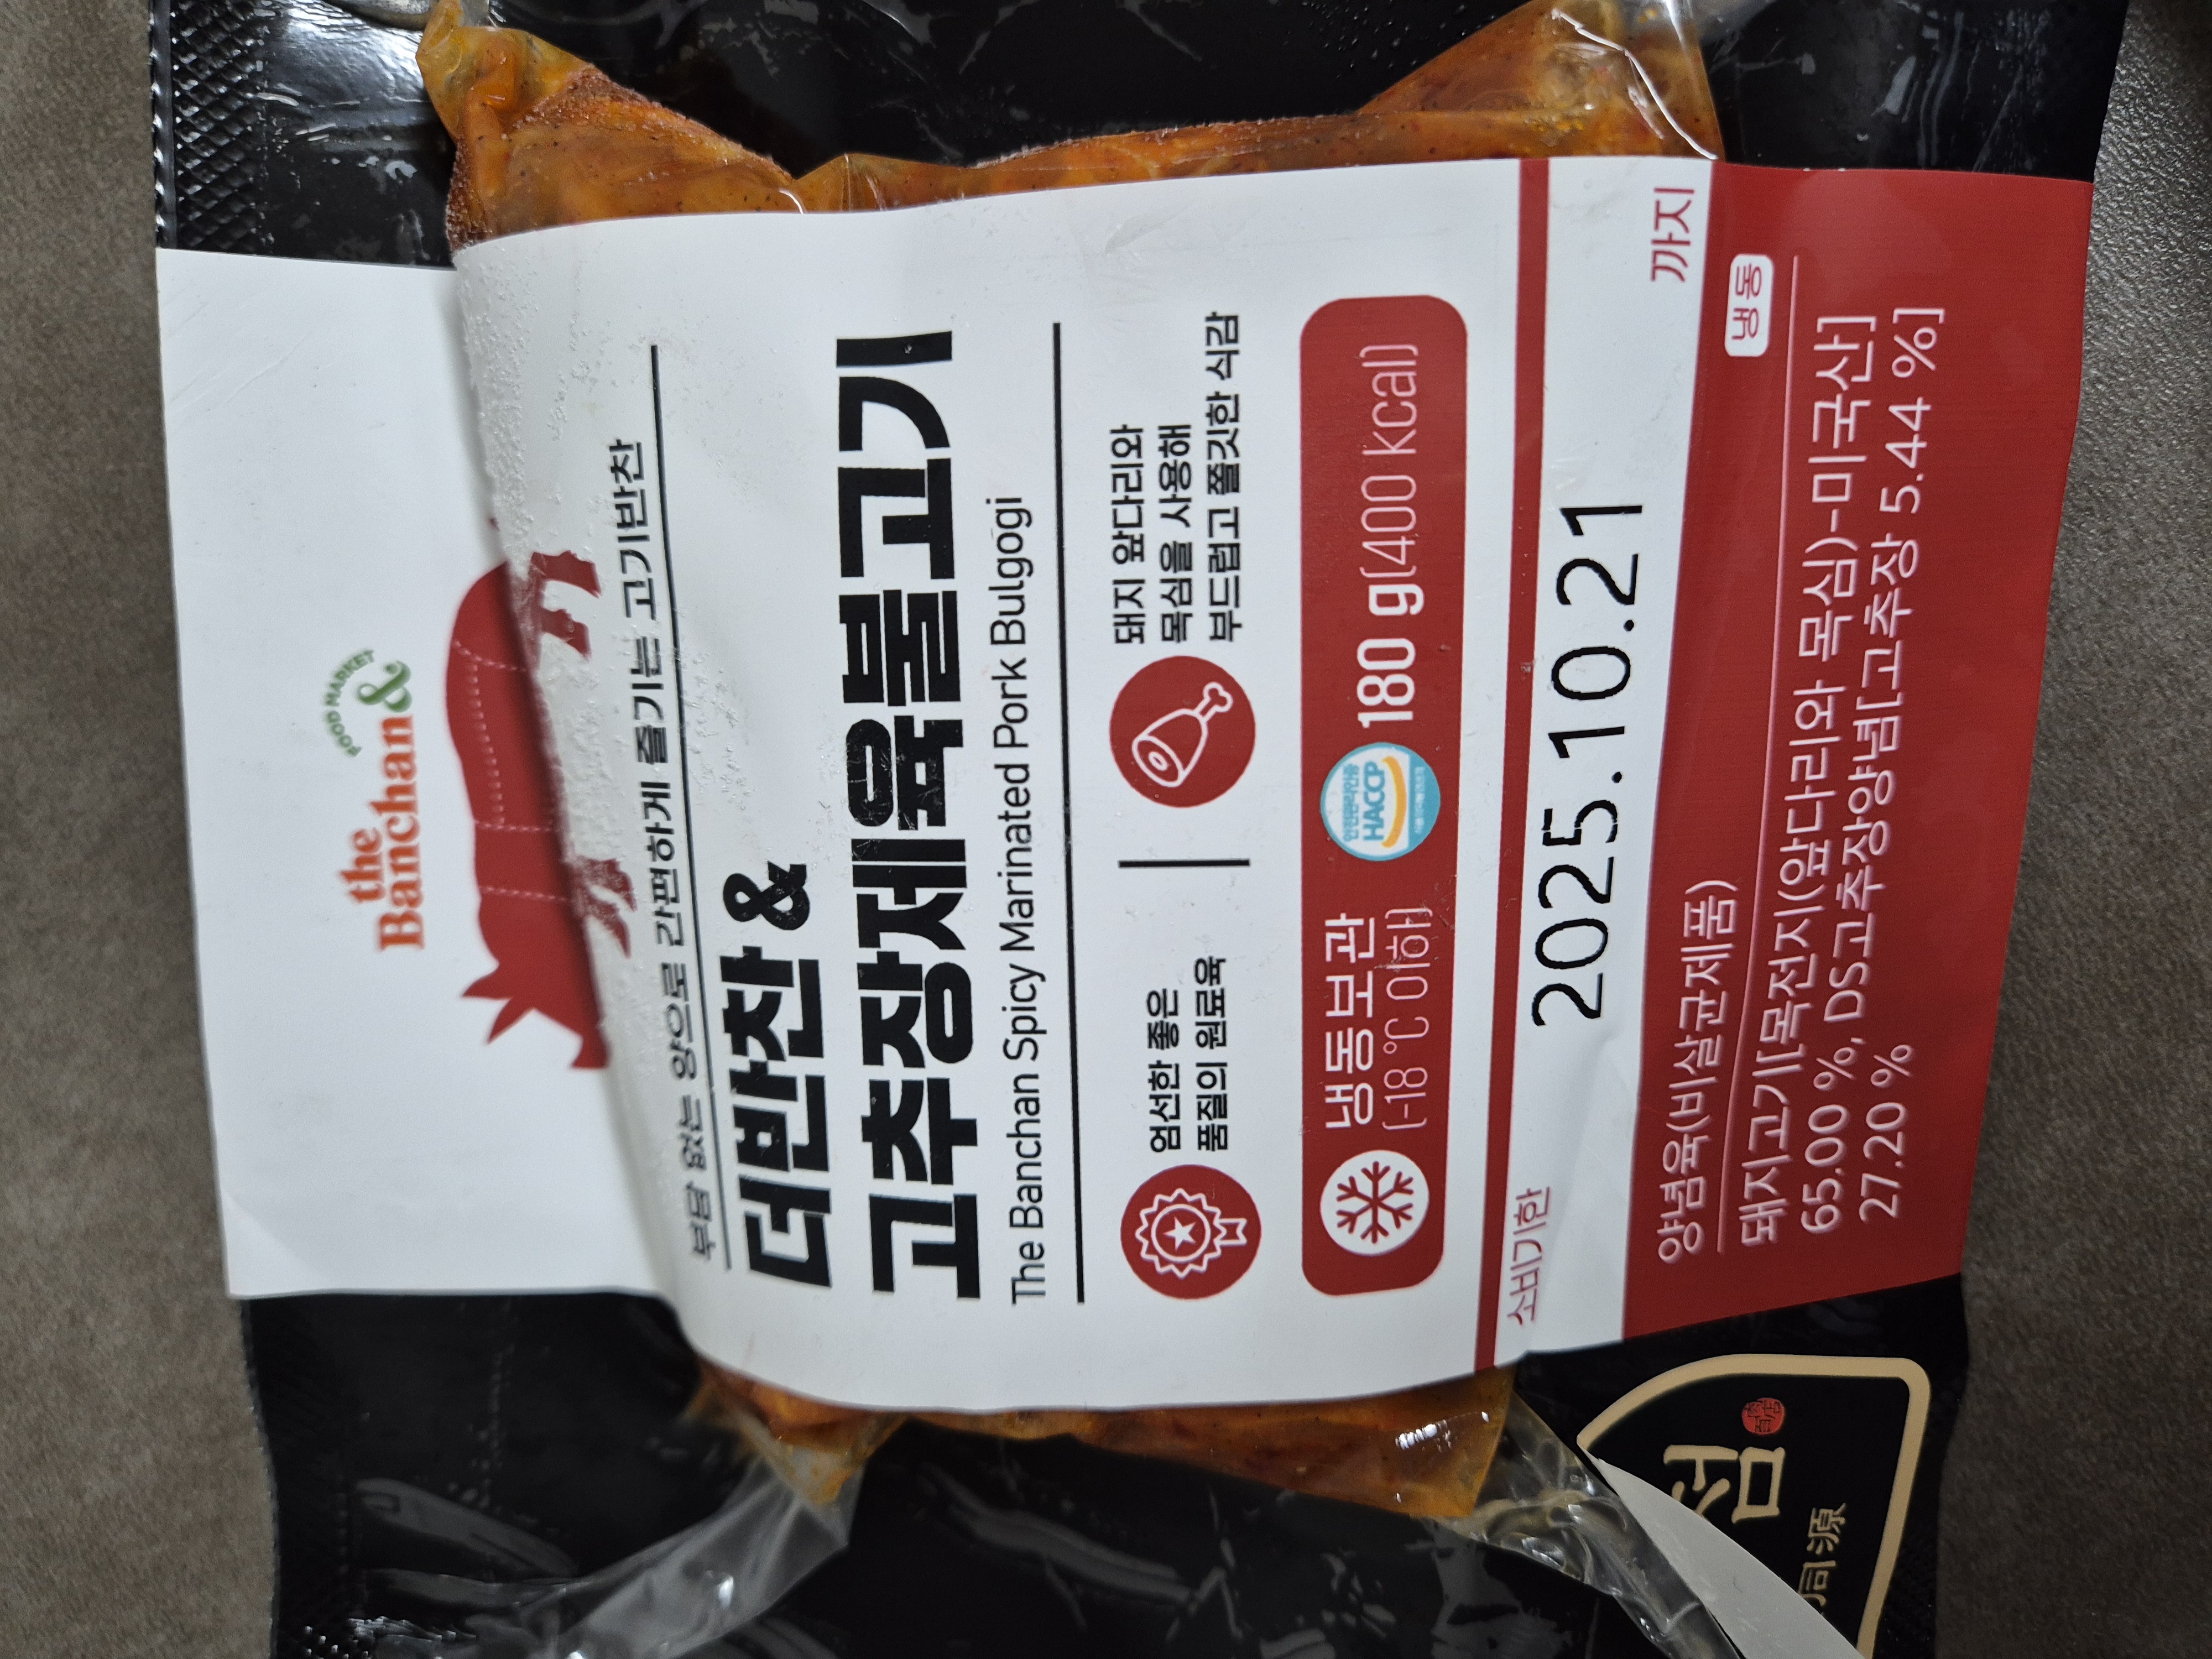 FOOD MARKET
the
Banchan&
부담 없는 양으로 간편하게 즐기는 고기반찬
더반찬&
고추장제육불고기
The Banchan Spicy Marinated Pork Bulgogi
엄선한 좋은
품질의 원료육
돼지 앞다리와
목심을 사용해
부드럽고 쫄깃한 식감
냉동보관
(-18 ℃ 이하)
HACCP
180 g(400 kcal)
소비기한
2025.10.21
까지
양념육(비살균제품)
냉동
돼지고기[목전지(앞다리와 목심)-미국산]
65.00 %, DS고추장양념[고추장 5.44 %]
27.20 %
점
同源